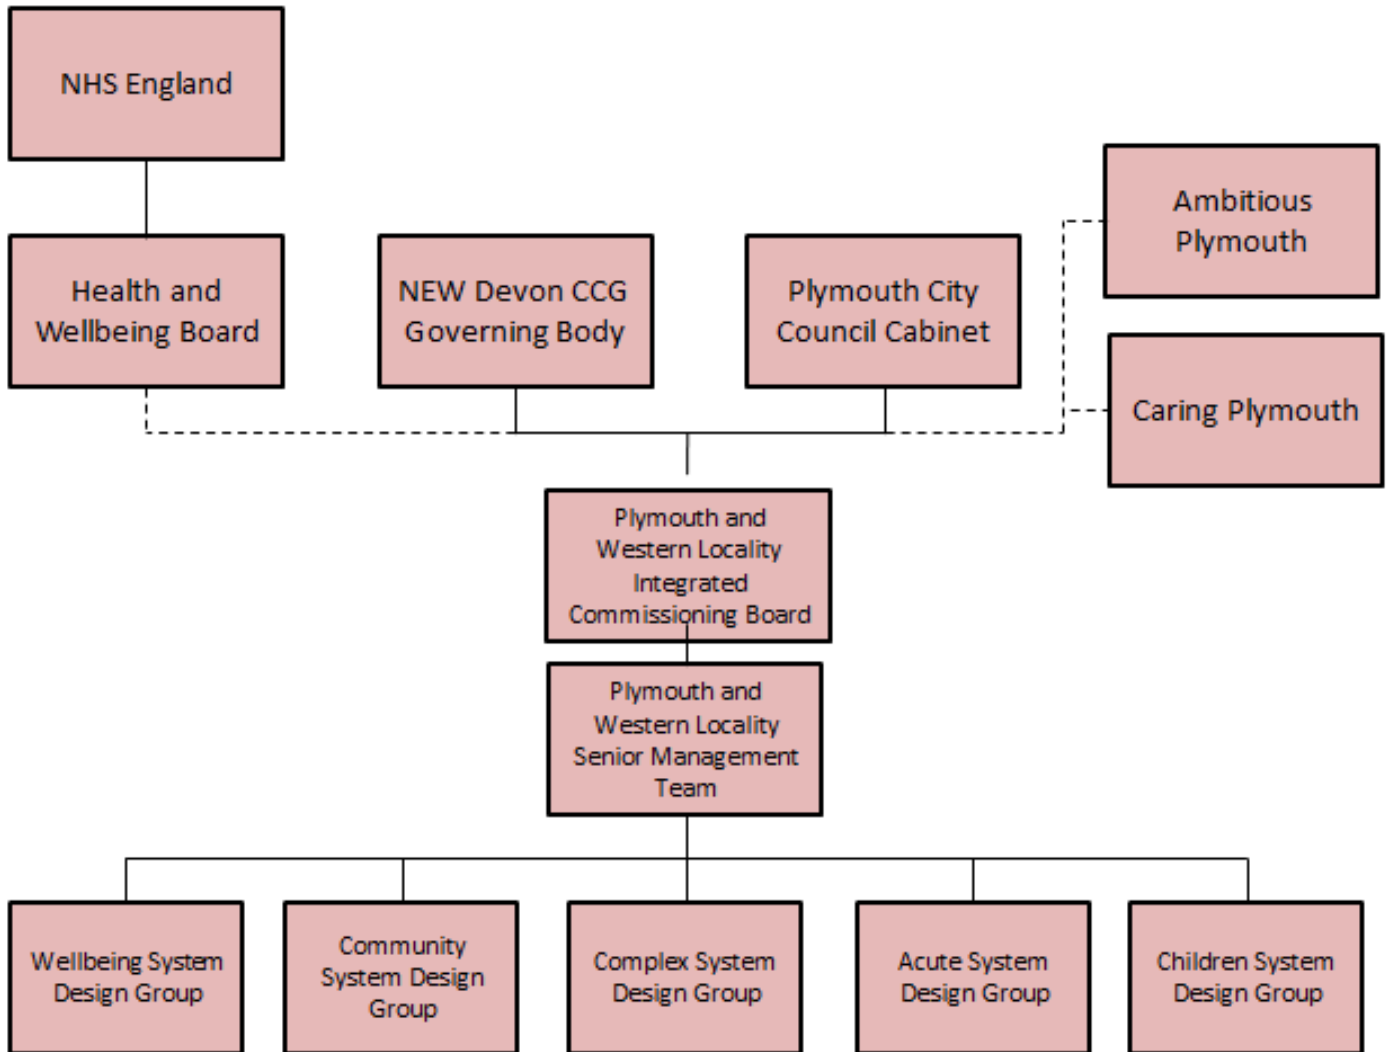 NHS England
Ambitious
Plymouth
Health and
Wellbeing Board
NEW Devon CCG
Governing Body
Plymouth City
Council Cabinet
Caring Plymouth
Plymouth and
Western Locality
Integrated
Commissioning Board
Plymouth and
Western Locality
Senior Management
Team
Wellbeing System
Design Group
Community
System Design
Group
Complex System
Design Group
Acute System
Design Group
Children System
Design Group